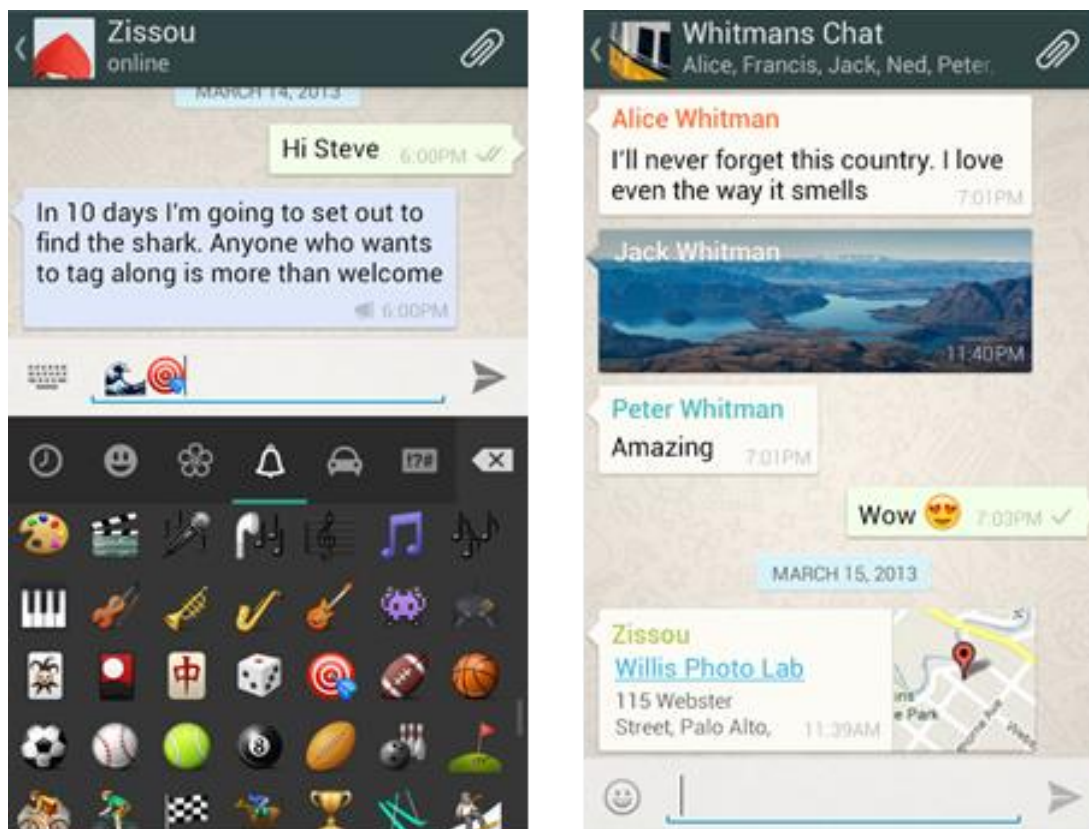 Zissou
online
MARCH 14, 2013
Hi Steve 6:00PM
In 10 days I'm going to set out to
find the shark. Anyone who wants
to tag along is more than welcome
6:00PM
!?#
Whitmans Chat
Alice, Francis, Jack, Ned, Peter,
Alice Whitman
I'll never forget this country. I love
even the way it smells 7:01PM
Jack Whitman
11:40PM
Peter Whitman
Amazing 7:01PM
Wow 😍 7:03PM
MARCH 15, 2013
Zissou
Willis Photo Lab
115 Webster
Street, Palo Alto, 11:39AM
e Park